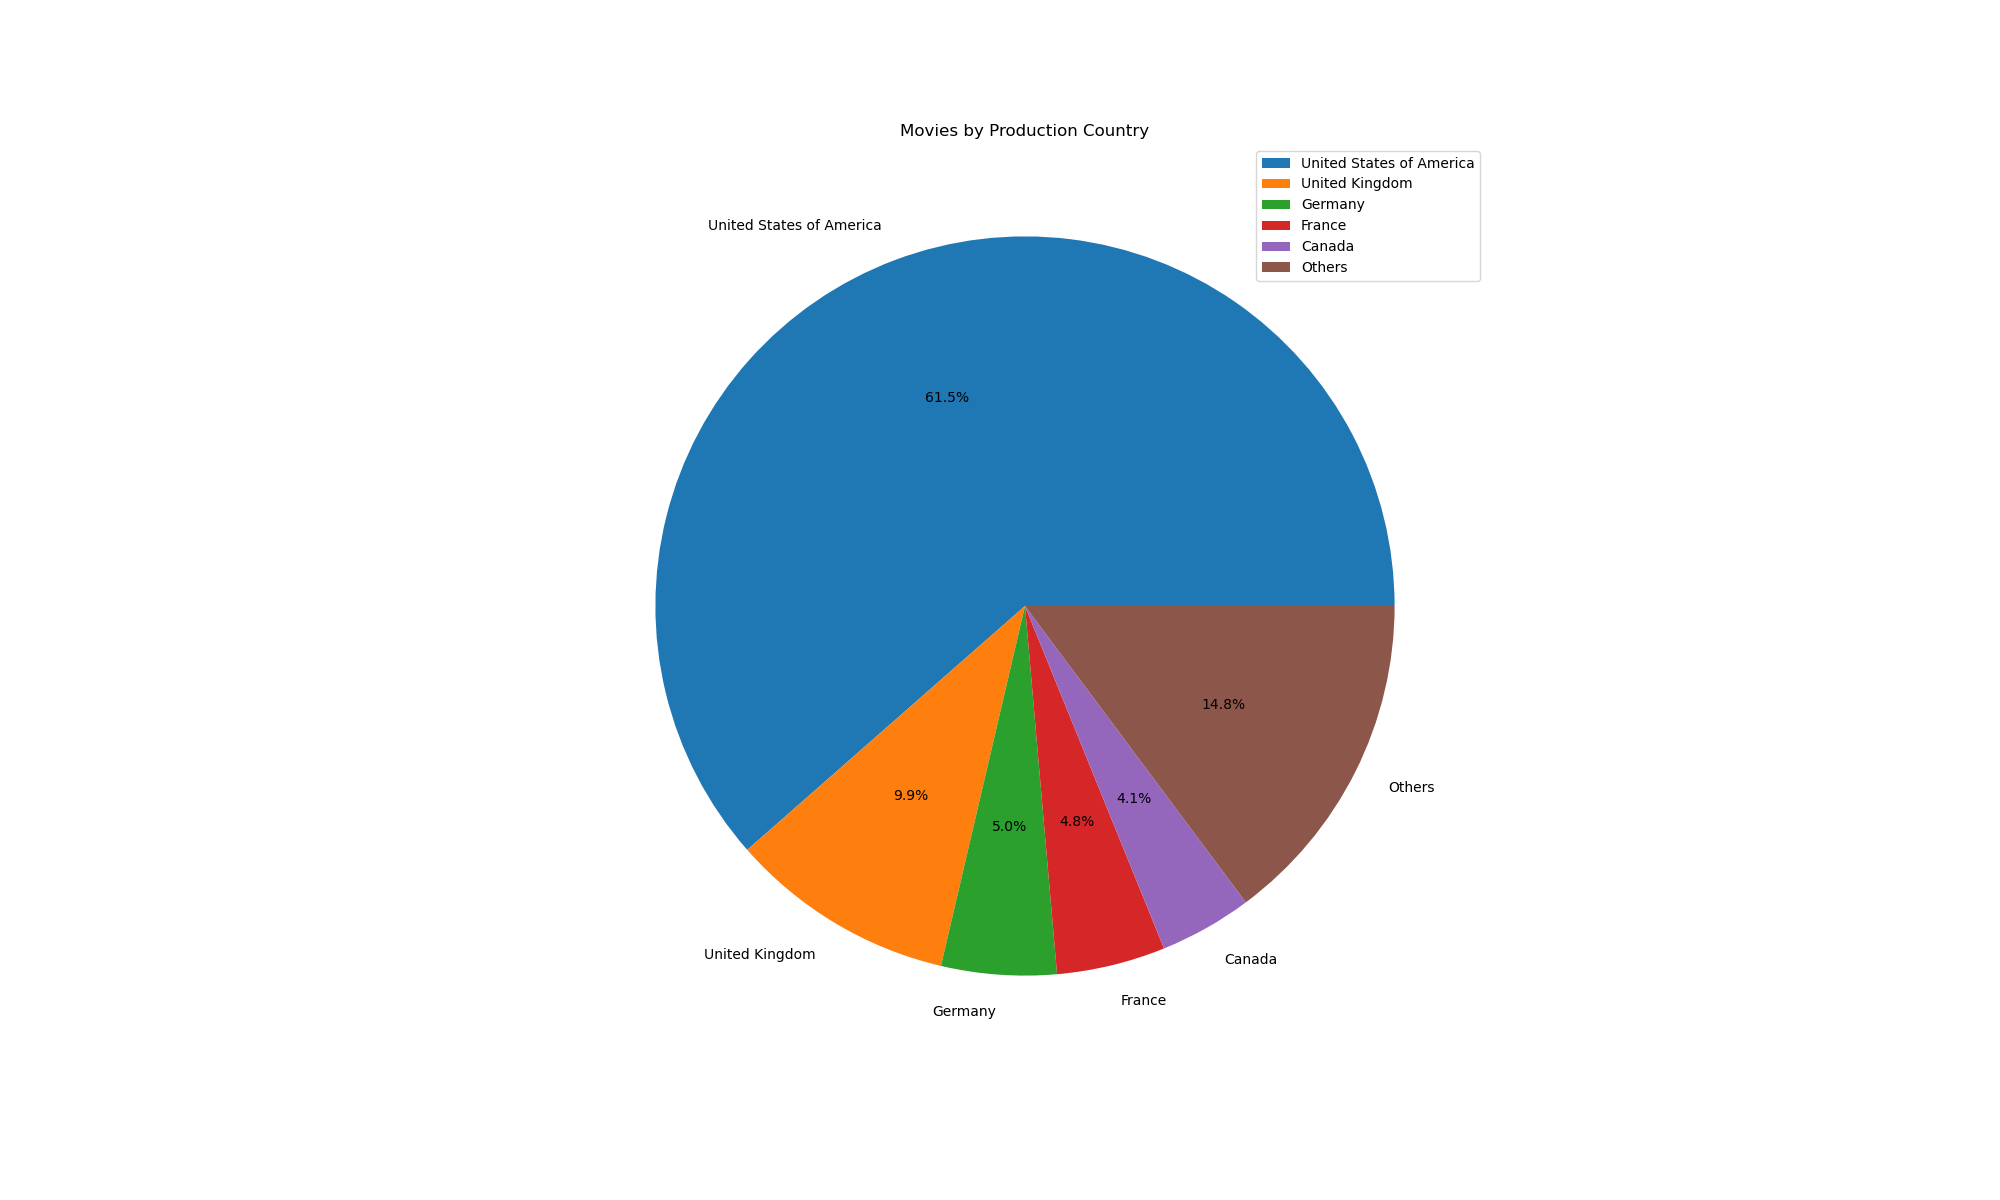 Movies by Production Country
United States of America
United Kingdom
Germany
France
Canada
Others
United States of America
61.5%
14.8%
Others
9.9%
4.1%
4.8%
5.0%
United Kingdom
Canada
France
Germany